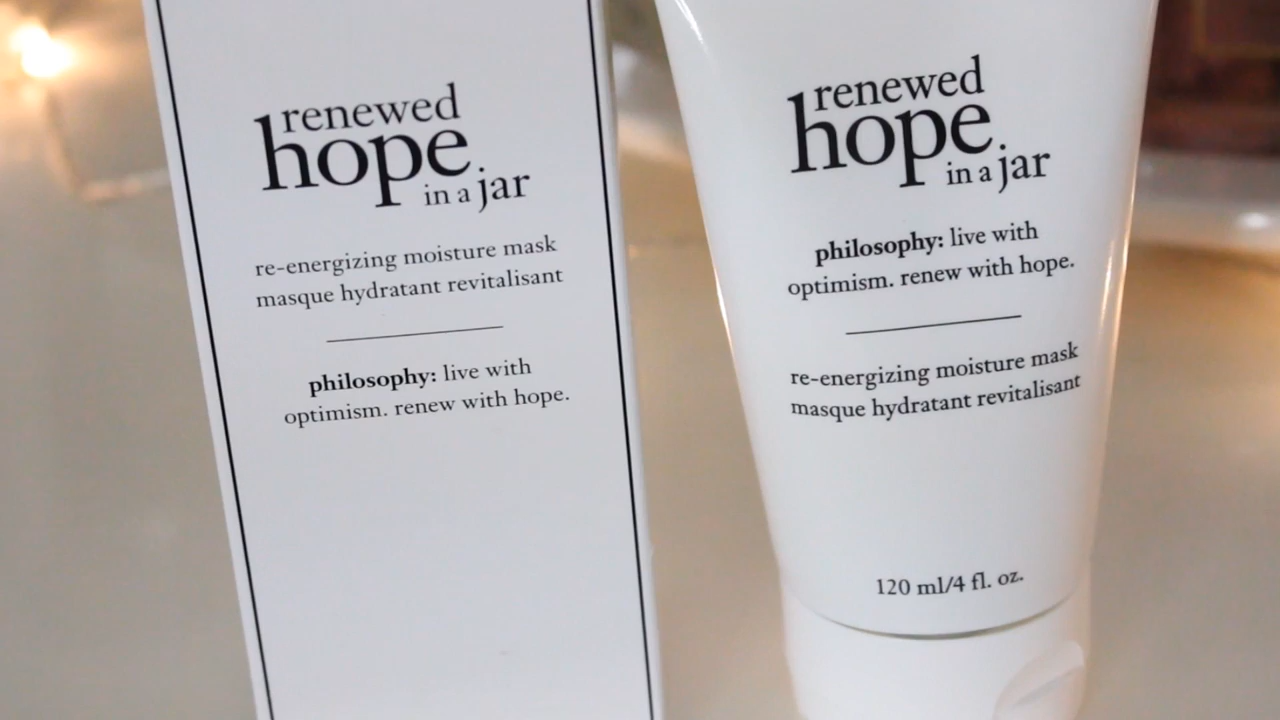 renewed
hope
in a jar
re-energizing moisture mask
masque hydratant revitalisant
philosophy: live with
optimism. renew with hope.
renewed
hope
in a jar
philosophy: live with
optimism. renew with hope.
re-energizing moisture mask
masque hydratant revitalisant
120 ml/4 fl. oz.